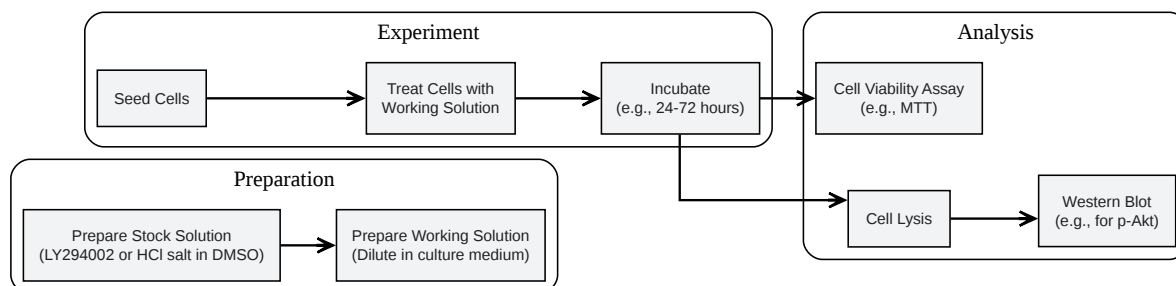 Experiment
Seed Cells
Treat Cells with
Working Solution
Incubate
(e.g., 24-72 hours)
Analysis
Cell Viability Assay
(e.g., MTT)
Cell Lysis
Western Blot
(e.g., for p-Akt)
Preparation
Prepare Stock Solution
(LY294002 or HCl salt in DMSO)
Prepare Working Solution
(Dilute in culture medium)